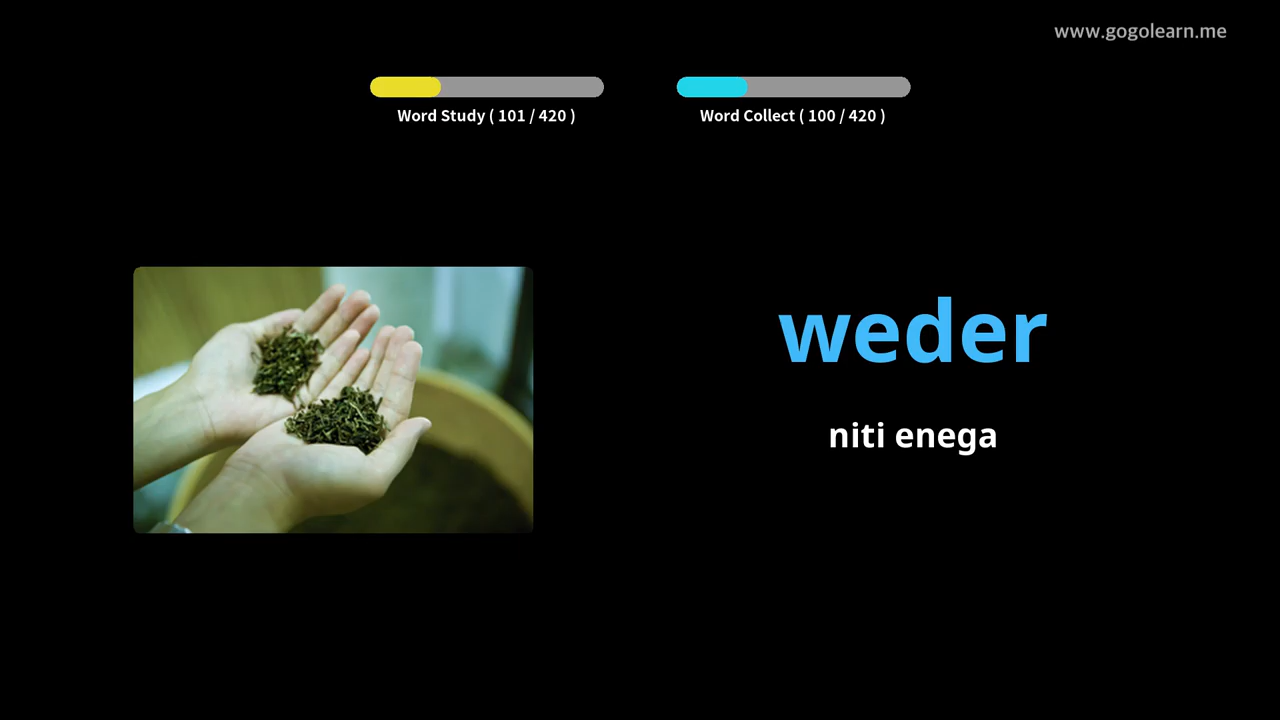 www.gogolearn.me
Word Study ( 101 / 420 )
Word Collect ( 100 / 420 )
weder
niti enega